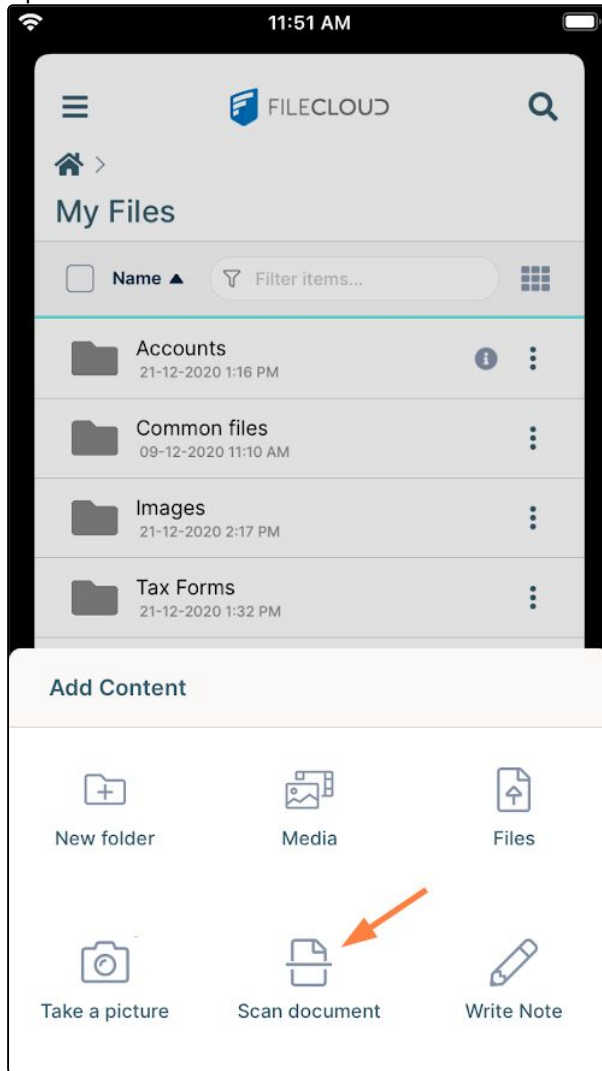 11:51 AM
FILECLOUD
My Files
Name ▲ Filter items...
Accounts
21-12-2020 1:16 PM
Common files
09-12-2020 11:10 AM
Images
21-12-2020 2:17 PM
Tax Forms
21-12-2020 1:32 PM
Add Content
New folder Media Files
Take a picture Scan document Write Note